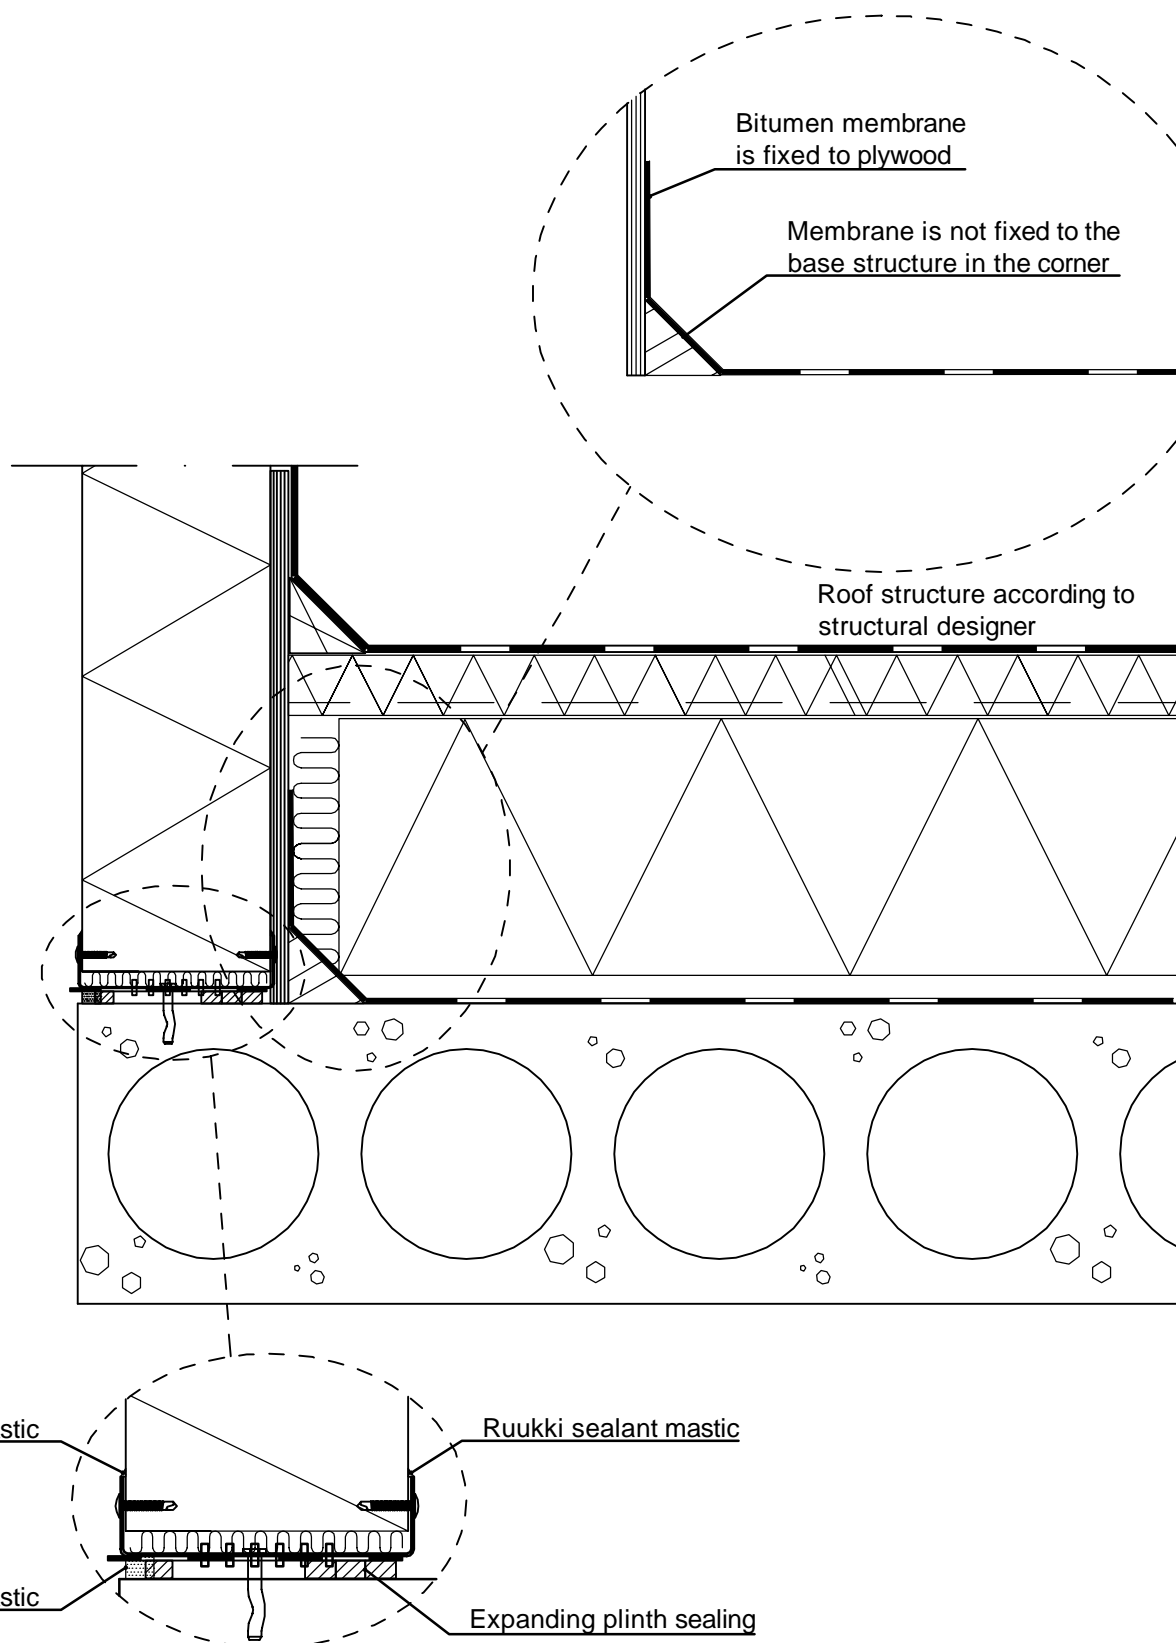 Bitumen membrane
is fixed to plywood
Membrane is not fixed to the
base structure in the corner
Roof structure according to
structural designer
stic
Ruukki sealant mastic
stic
Expanding plinth sealing